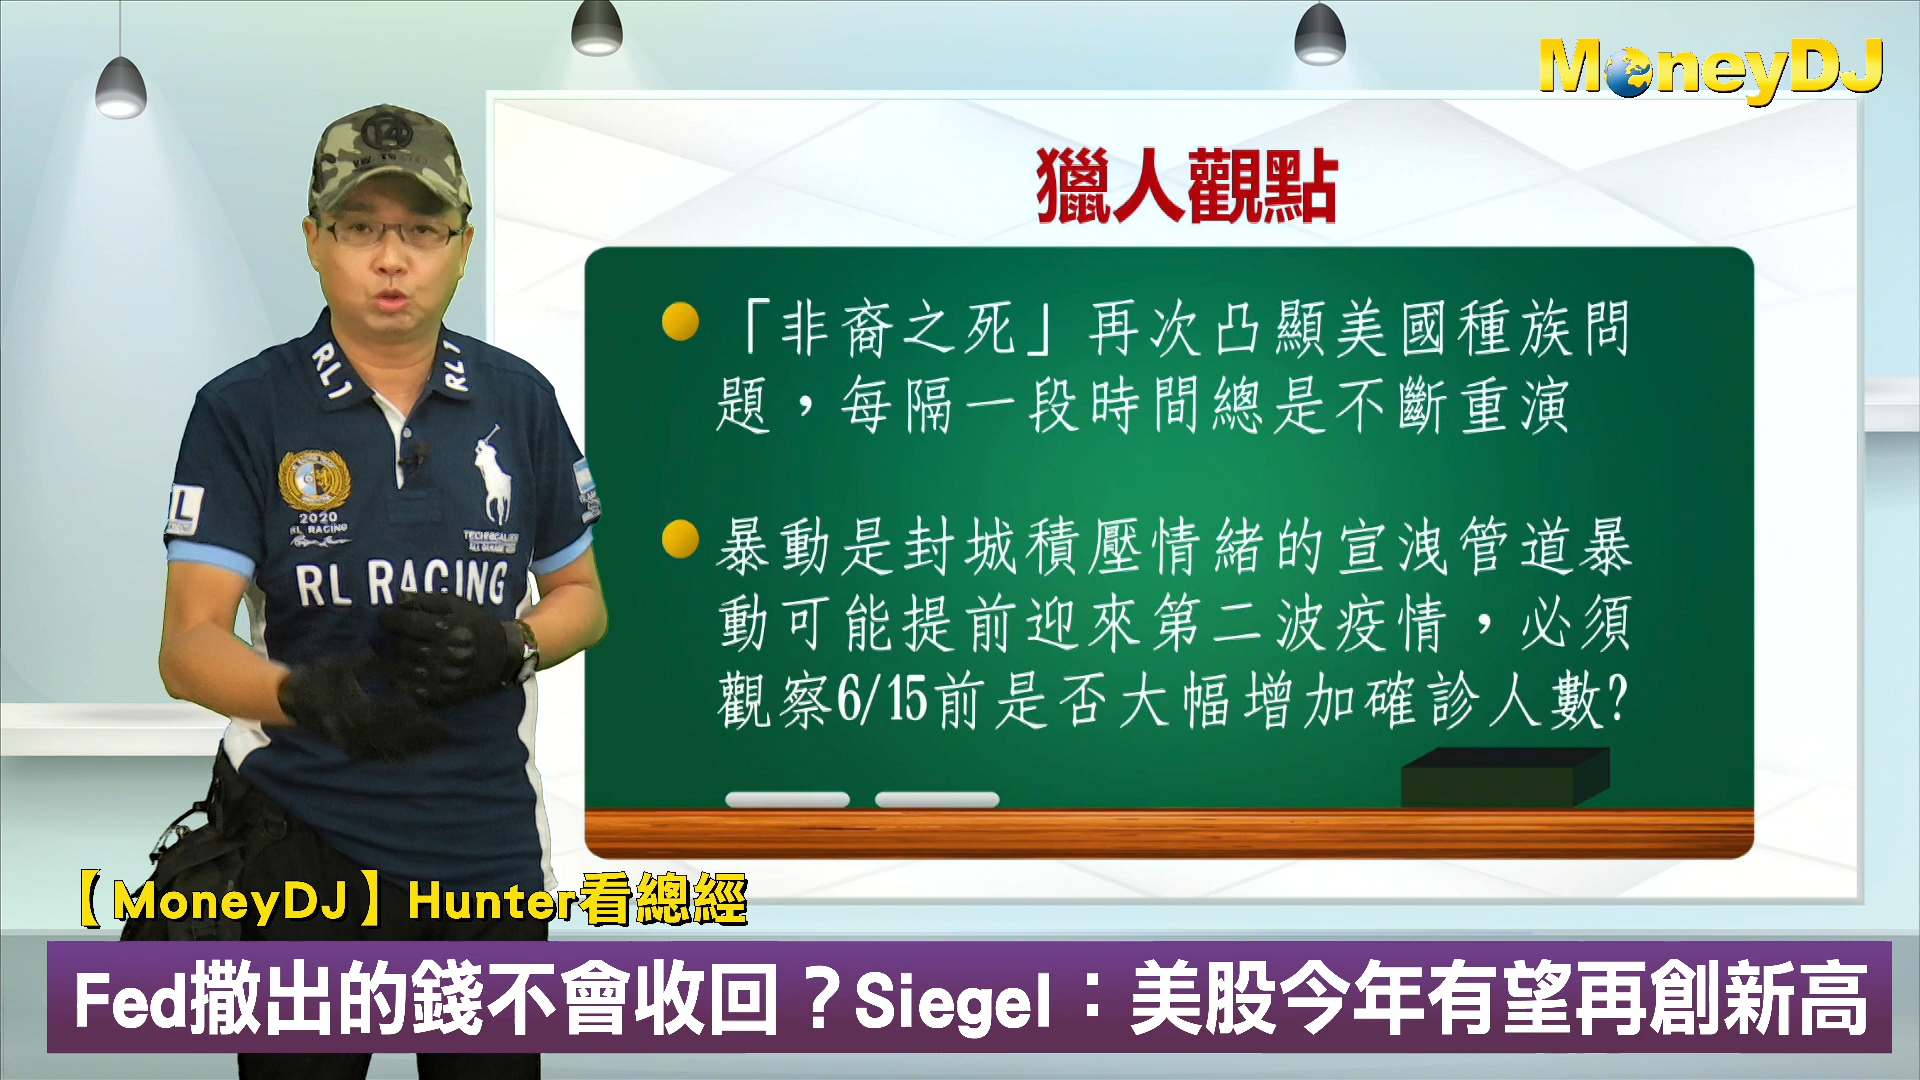 MoneyDJ
獵人觀點
「非裔之死」再次凸顯美國種族問
題，每隔一段時間總是不斷重演
暴動是封城積壓情緒的宣洩管道暴
動可能提前迎來第二波疫情，必須
觀察6/15前是否大幅增加確診人數?
RL1
RL1
2020
RL RACING
RL RACING
【MoneyDJ】Hunter看總經
Fed撒出的錢不會收回？Siegel：美股今年有望再創新高